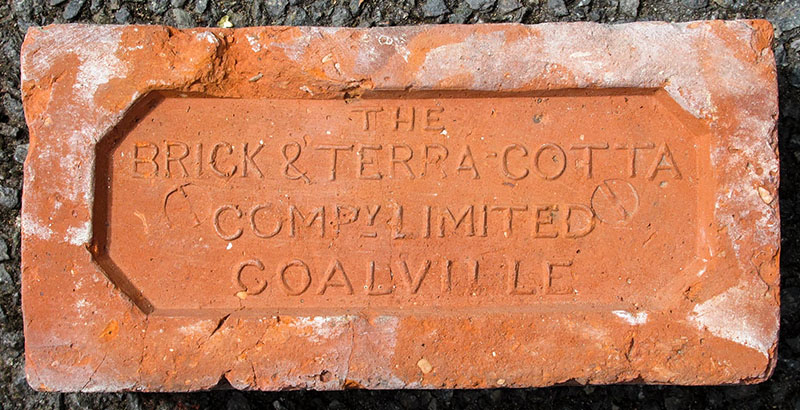 THE
BRICK & TERRA-COTTA
COMPY. LIMITED
COALVILLE